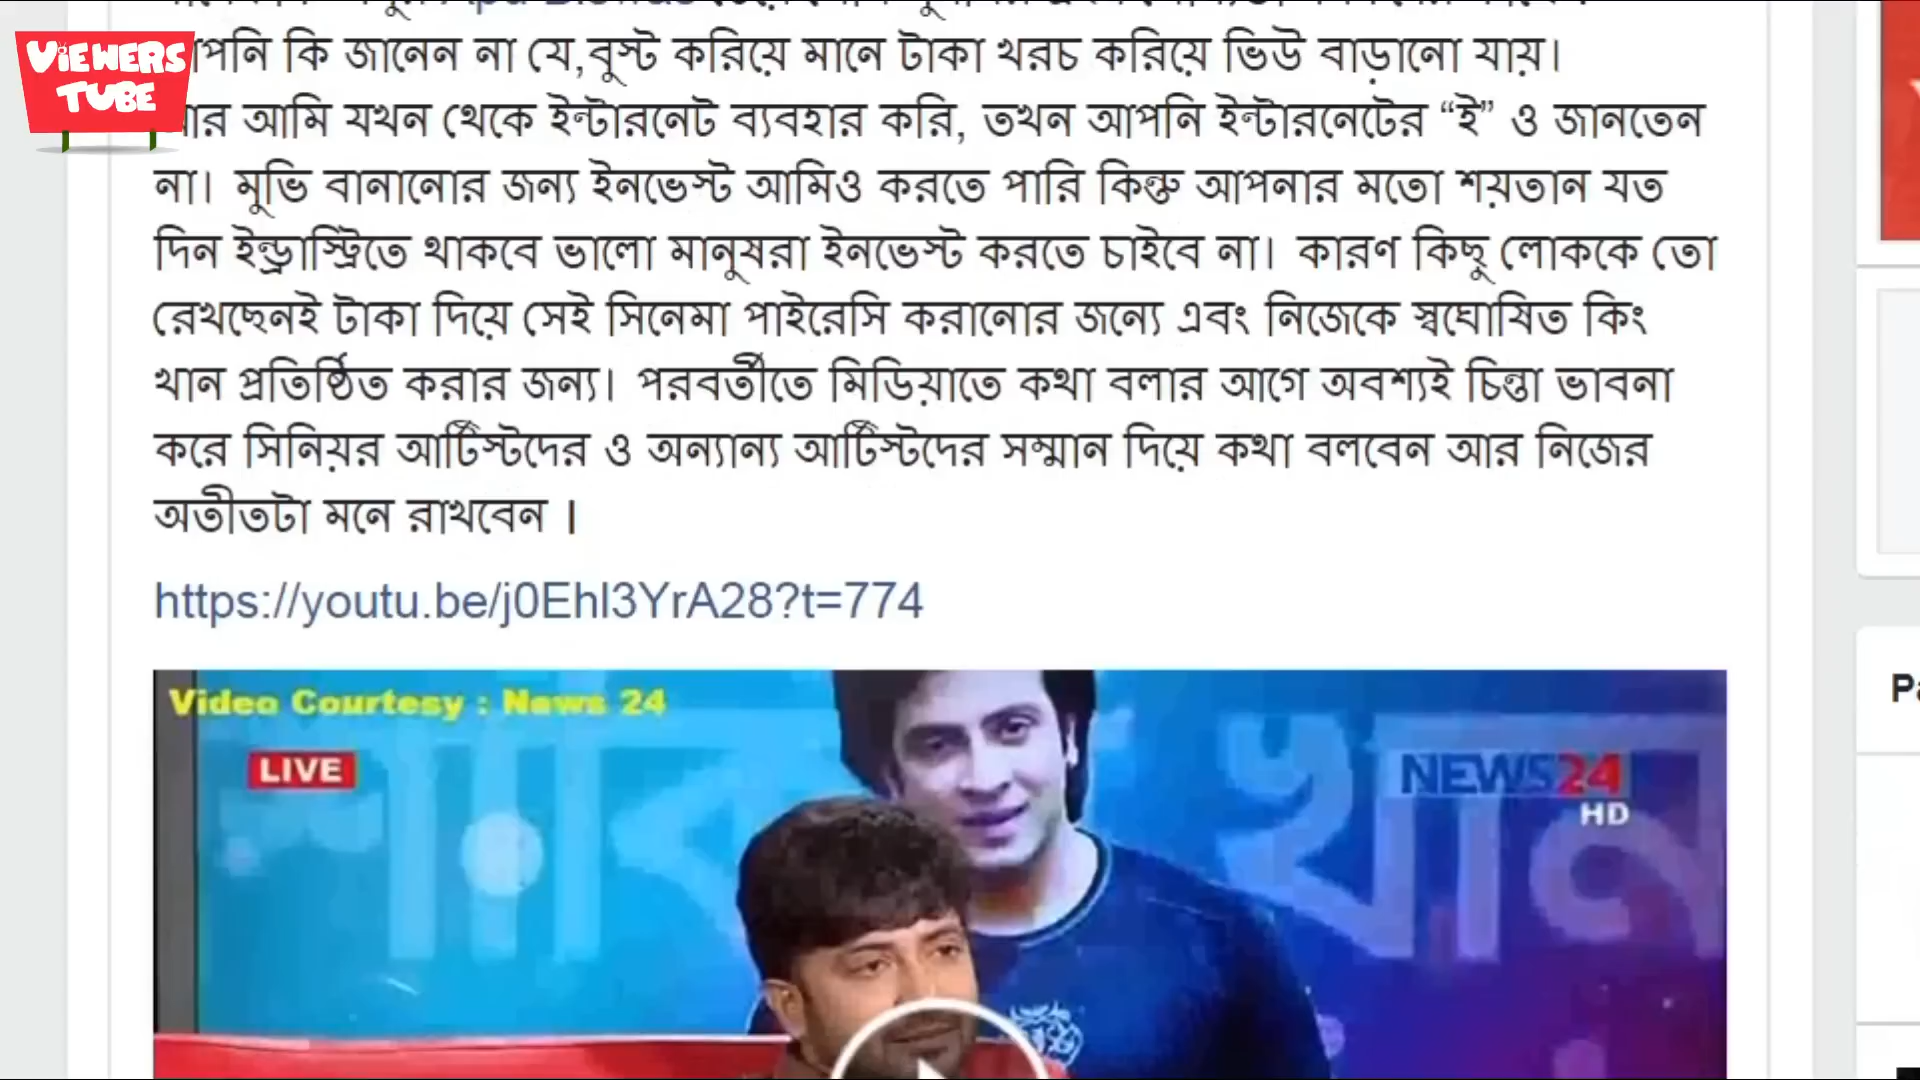 VIEWERS
TUBE
কি জানেন না যে,বুস্ট করিয়ে মানে টাকা খরচ করিয়ে ভিউ বাড়ানো যায়।
আমি যখন থেকে ইন্টারনেট ব্যবহার করি, তখন আপনি ইন্টারনেটের “ই” ও জানতেন
না। মুভি বানানোর জন্য ইনভেস্ট আমিও করতে পারি কিন্তু আপনার মতো শয়তান যত
দিন ইন্ড্রাস্ট্রিতে থাকবে ভালো মানুষরা ইনভেস্ট করতে চাইবে না। কারণ কিছু লোককে তো
রেখছেনই টাকা দিয়ে সেই সিনেমা পাইরেসি করানোর জন্যে এবং নিজেকে স্বঘোষিত কিং
খান প্রতিষ্ঠিত করার জন্য। পরবর্তীতে মিডিয়াতে কথা বলার আগে অবশ্যই চিন্তা ভাবনা
করে সিনিয়র আর্টিস্টদের ও অন্যান্য আর্টিস্টদের সম্মান দিয়ে কথা বলবেন আর নিজের
অতীতটা মনে রাখবেন ।
https://youtu.be/j0Ehl3YrA28?t=774
Video Courtesy : News 24
LIVE
NEWS24
HD
খান